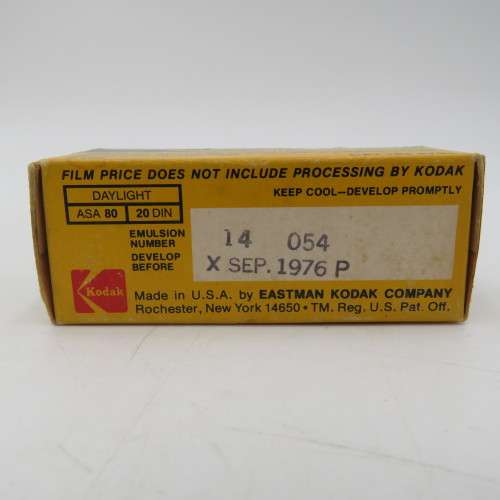 FILM PRICE DOES NOT INCLUDE PROCESSING BY KODAK
DAYLIGHT
KEEP COOL—DEVELOP PROMPTLY
ASA 80 20 DIN
EMULSION NUMBER 14 054
DEVELOP BEFORE X SEP. 1976 P
Kodak
Made in U.S.A. by EASTMAN KODAK COMPANY
Rochester, New York 14650 • TM. Reg. U.S. Pat. Off.